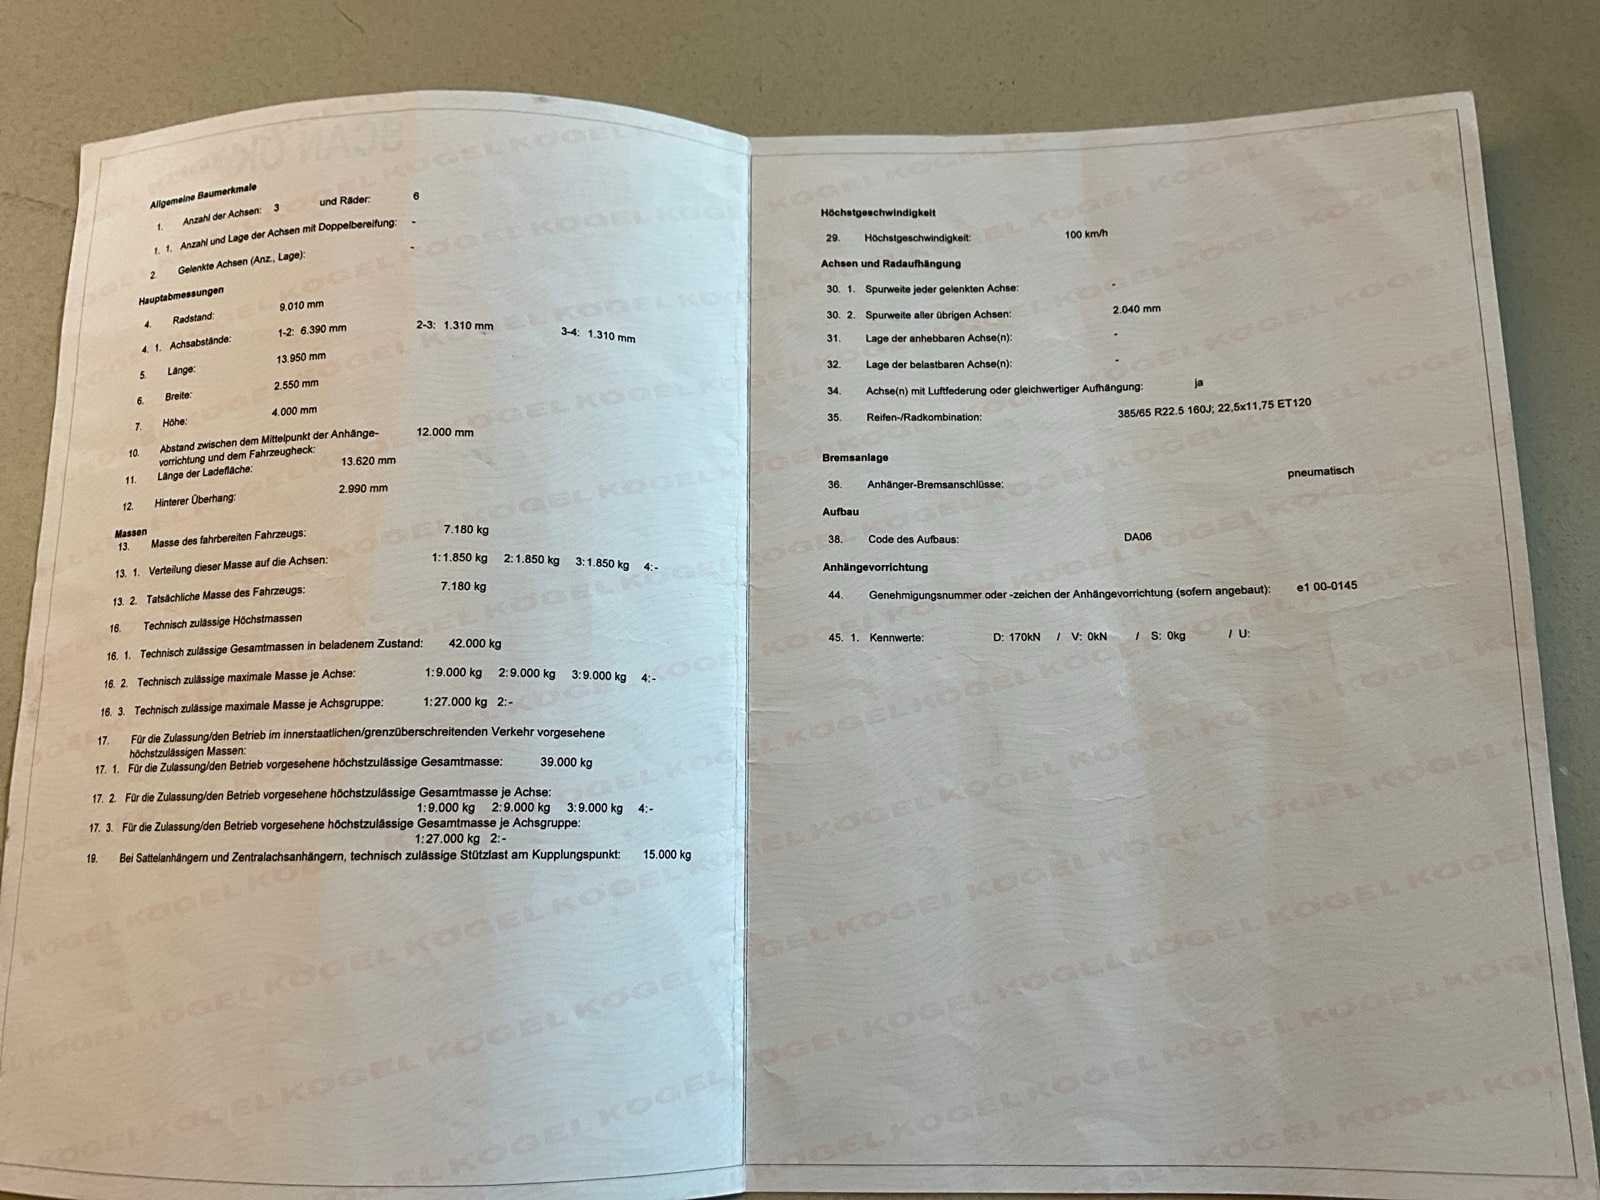 SCAN OK
Allgemeine Baumerkmale
1. Anzahl der Achsen: 3 und Räder: 6
1. 1. Anzahl und Lage der Achsen mit Doppelbereifung: -
2. Gelenkte Achsen (Anz., Lage): -
Hauptabmessungen
4. Radstand: 9.010 mm
4. 1. Achsabstände: 1-2: 6.390 mm 2-3: 1.310 mm 3-4: 1.310 mm
5. Länge: 13.950 mm
6. Breite: 2.550 mm
7. Höhe: 4.000 mm
10. Abstand zwischen dem Mittelpunkt der Anhänge- 12.000 mm
vorrichtung und dem Fahrzeugheck:
11. Länge der Ladefläche: 13.620 mm
12. Hinterer Überhang: 2.990 mm
Massen
13. Masse des fahrbereiten Fahrzeugs: 7.180 kg
13. 1. Verteilung dieser Masse auf die Achsen: 1:1.850 kg 2:1.850 kg 3:1.850 kg 4:-
13. 2. Tatsächliche Masse des Fahrzeugs: 7.180 kg
16. Technisch zulässige Höchstmassen
16. 1. Technisch zulässige Gesamtmassen in beladenem Zustand: 42.000 kg
16. 2. Technisch zulässige maximale Masse je Achse: 1:9.000 kg 2:9.000 kg 3:9.000 kg 4:-
16. 3. Technisch zulässige maximale Masse je Achsgruppe: 1:27.000 kg 2:-
17. Für die Zulassung/den Betrieb im innerstaatlichen/grenzüberschreitenden Verkehr vorgesehene
höchstzulässigen Massen:
17. 1. Für die Zulassung/den Betrieb vorgesehene höchstzulässige Gesamtmasse: 39.000 kg
17. 2. Für die Zulassung/den Betrieb vorgesehene höchstzulässige Gesamtmasse je Achse:
1:9.000 kg 2:9.000 kg 3:9.000 kg 4:-
17. 3. Für die Zulassung/den Betrieb vorgesehene höchstzulässige Gesamtmasse je Achsgruppe:
1:27.000 kg 2:-
19. Bei Sattelanhängern und Zentralachsanhängern, technisch zulässige Stützlast am Kupplungspunkt: 15.000 kg
Höchstgeschwindigkeit
29. Höchstgeschwindigkeit: 100 km/h
Achsen und Radaufhängung
30. 1. Spurweite jeder gelenkten Achse: -
30. 2. Spurweite aller übrigen Achsen: 2.040 mm
31. Lage der anhebbaren Achse(n): -
32. Lage der belastbaren Achse(n): -
34. Achse(n) mit Luftfederung oder gleichwertiger Aufhängung: ja
35. Reifen-/Radkombination: 385/65 R22.5 160J; 22,5x11,75 ET120
Bremsanlage
36. Anhänger-Bremsanschlüsse: pneumatisch
Aufbau
38. Code des Aufbaus: DA06
Anhängevorrichtung
44. Genehmigungsnummer oder -zeichen der Anhängevorrichtung (sofern angebaut): e1 00-0145
45. 1. Kennwerte: D: 170kN / V: 0kN / S: 0kg / U: